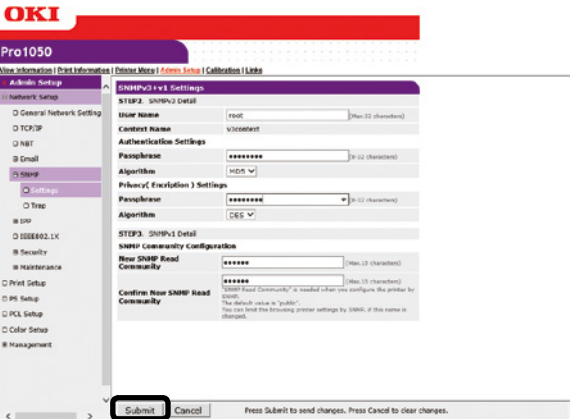 OKI
Pro1050
View Information | Print Information | Printer Menu | Admin Setup | Calibration | Links
Admin Setup
Network Setup
General Network Setting
TCP/IP
NBT
Email
SNMP
Settings
Trap
IPP
IEEE802.1X
Security
Maintenance
Print Setup
PS Setup
PCL Setup
Color Setup
Management
SNMPv3+v1 Settings
STEP2. SNMPv3 Detail
User Name root (Max.32 characters)
Context Name v3context
Authentication Settings
Passphrase ●●●●●●●● (8-32 characters)
Algorithm MD5
Privacy( Encription ) Settings
Passphrase ●●●●●●●● (8-32 characters)
Algorithm DES
STEP3. SNMPv1 Detail
SNMP Community Configuration
New SNMP Read Community ●●●●●● (Max.15 characters)
Confirm New SNMP Read Community ●●●●●● (Max.15 characters)
"SNMP Read Community" is needed when you configure the printer by SNMP.
The default value is "public".
You can limit the browsing printer settings by SNMP, if this name is changed.
Submit Cancel Press Submit to send changes. Press Cancel to clear changes.